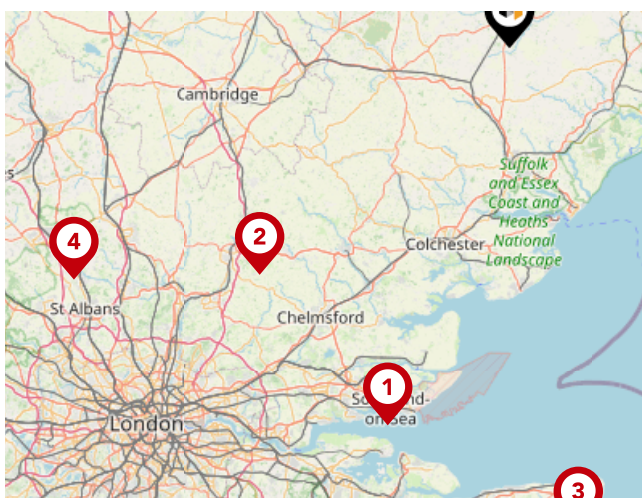 Cambridge
Suffolk
and Essex
Coast and
Heaths
National
Landscape
2
4
Colchester
St Albans
Chelmsford
1
on Sea
London
3